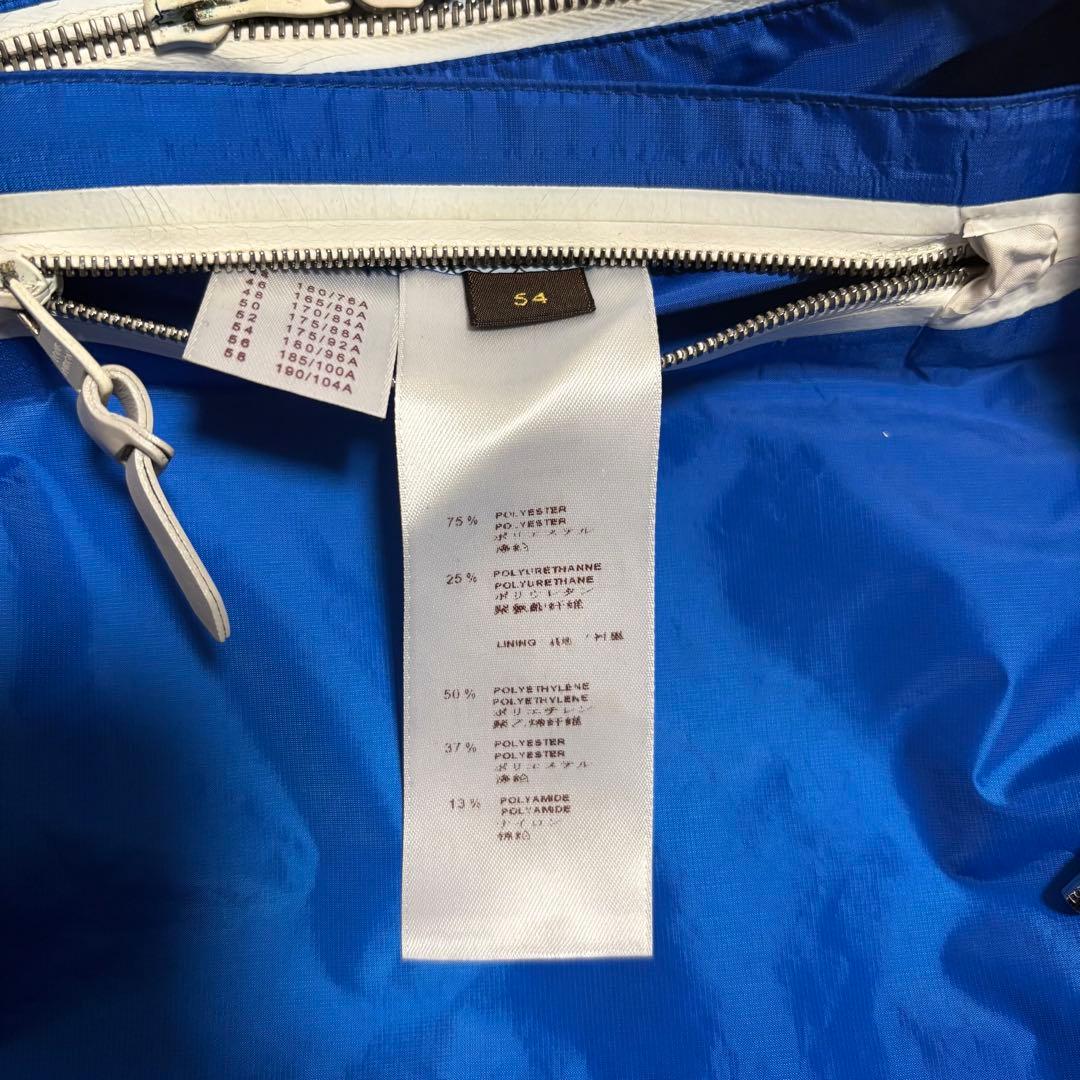 48 165/80A
50 170/84A
52 175/88A
54 175/92A
56 180/96A
58 185/100A
190/104A
54
75% POLYESTER
POLYESTER
ポリエステル
25% POLYURETHANNE
POLYURETHANE
ポリウレタン
LINING
50% POLYETHYLENE
POLYETHYLENE
ポリエチレン
37% POLYESTER
POLYESTER
ポリエステル
13% POLYAMIDE
POLYAMIDE
ナイロン